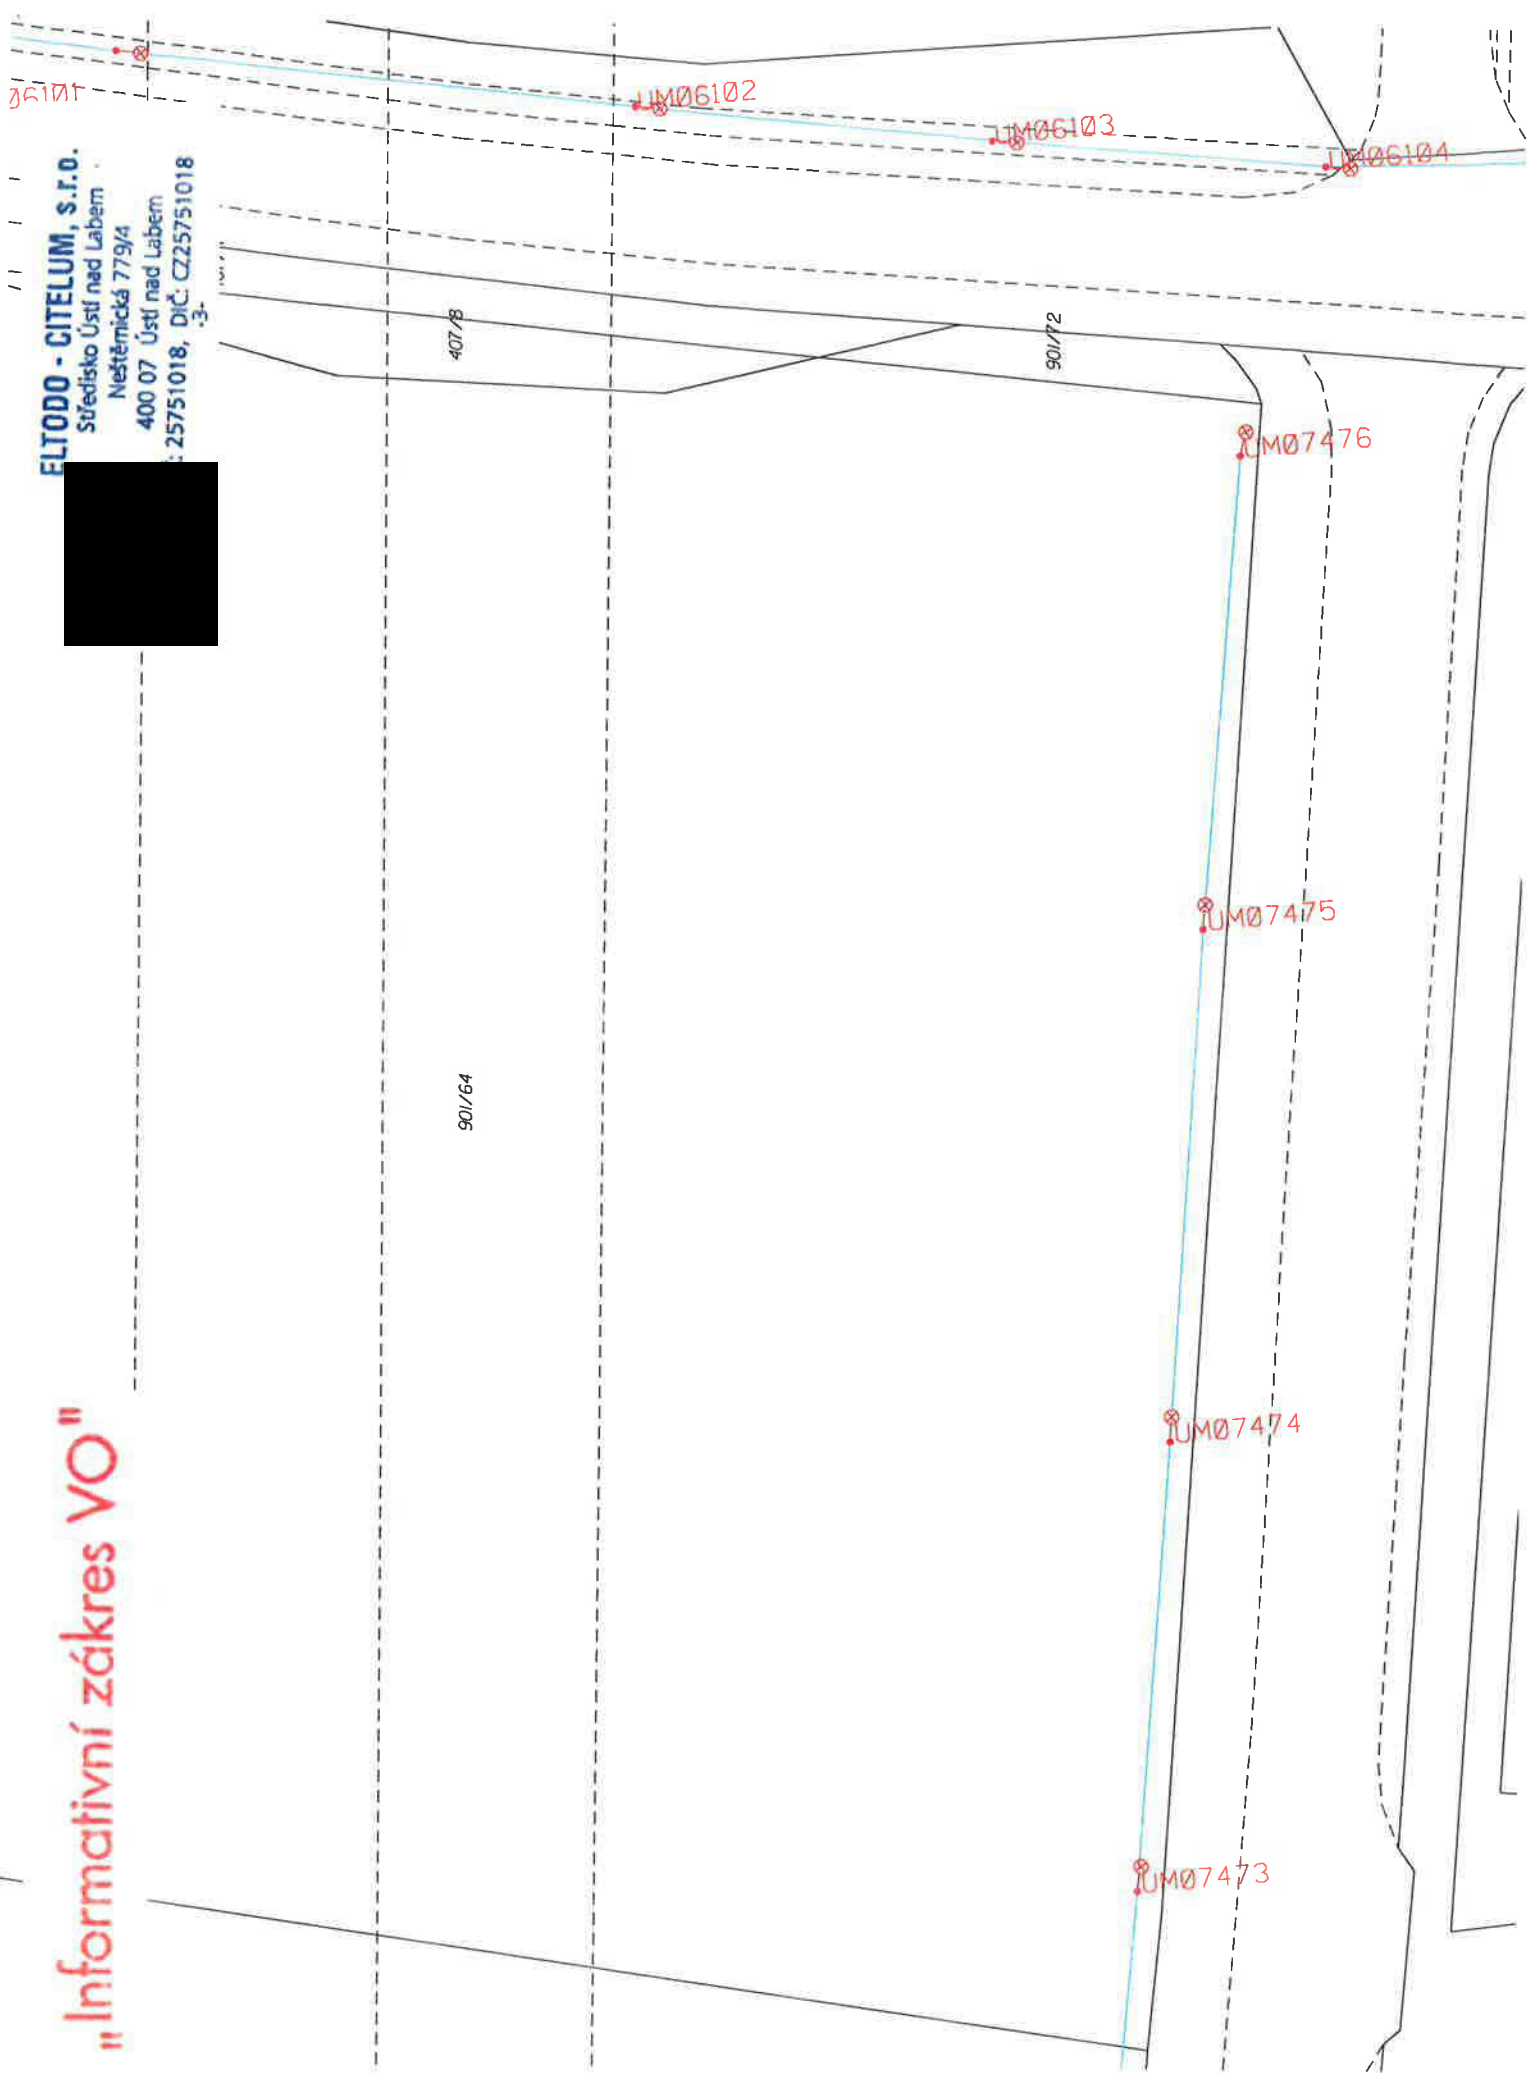 ELTODO - CITELUM, s.r.o.
Středisko Ústí nad Labem
Neštěmická 779/4
400 07 Ústí nad Labem
: 25751018, DIČ: CZ25751018
-3-
06101
UM06102
UM06103
UM06104
407/8
901/72
UM07476
UM07475
901/64
UM07474
UM07473
„Informativní zákres VO"